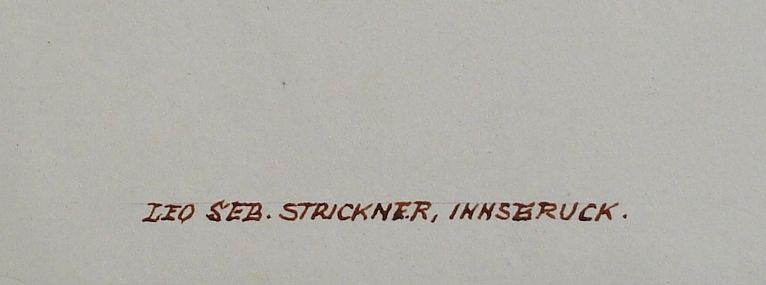 LEO SEB. STRICKNER, INNSBRUCK.